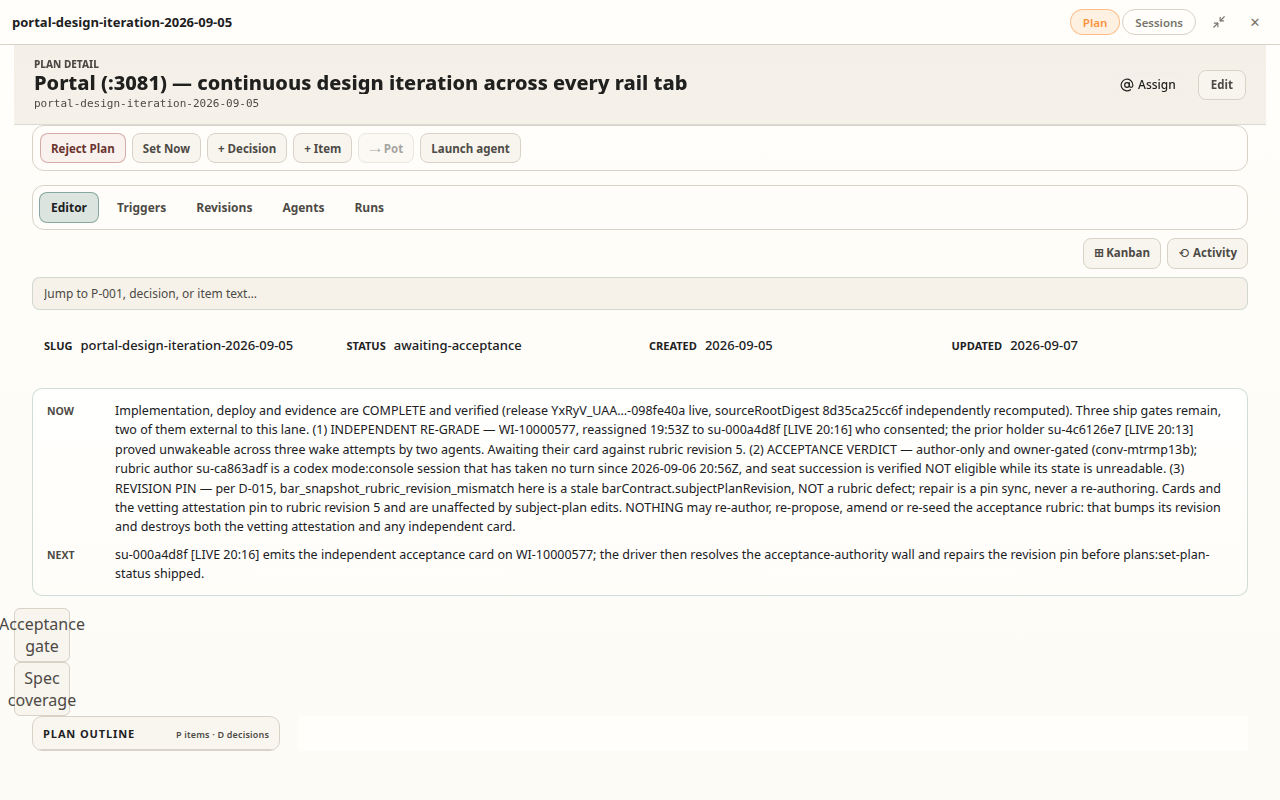 portal-design-iteration-2026-09-05
Plan
Sessions
PLAN DETAIL
Portal (:3081) — continuous design iteration across every rail tab
portal-design-iteration-2026-09-05
@ Assign
Edit
Reject Plan
Set Now
+ Decision
+ Item
→ Pot
Launch agent
Editor
Triggers
Revisions
Agents
Runs
⊞ Kanban
⟲ Activity
Jump to P-001, decision, or item text...
SLUG portal-design-iteration-2026-09-05
STATUS awaiting-acceptance
CREATED 2026-09-05
UPDATED 2026-09-07
NOW
Implementation, deploy and evidence are COMPLETE and verified (release YxRyV_UAA...-098fe40a live, sourceRootDigest 8d35ca25cc6f independently recomputed). Three ship gates remain,
two of them external to this lane. (1) INDEPENDENT RE-GRADE — WI-10000577, reassigned 19:53Z to su-000a4d8f [LIVE 20:16] who consented; the prior holder su-4c6126e7 [LIVE 20:13]
proved unwakeable across three wake attempts by two agents. Awaiting their card against rubric revision 5. (2) ACCEPTANCE VERDICT — author-only and owner-gated (conv-mtrmp13b);
rubric author su-ca863adf is a codex mode:console session that has taken no turn since 2026-09-06 20:56Z, and seat succession is verified NOT eligible while its state is unreadable. (3)
REVISION PIN — per D-015, bar_snapshot_rubric_revision_mismatch here is a stale barContract.subjectPlanRevision, NOT a rubric defect; repair is a pin sync, never a re-authoring. Cards and
the vetting attestation pin to rubric revision 5 and are unaffected by subject-plan edits. NOTHING may re-author, re-propose, amend or re-seed the acceptance rubric: that bumps its revision
and destroys both the vetting attestation and any independent card.
NEXT
su-000a4d8f [LIVE 20:16] emits the independent acceptance card on WI-10000577; the driver then resolves the acceptance-authority wall and repairs the revision pin before plans:set-plan-
status shipped.
Acceptance
gate
Spec
coverage
PLAN OUTLINE
P items · D decisions